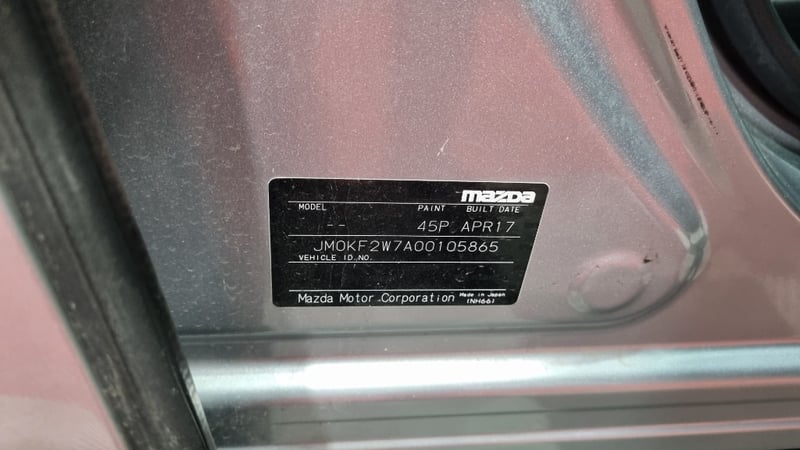 mazda
MODEL PAINT BUILT DATE
-- 45P APR17
JM0KF2W7A00105865
VEHICLE ID.NO.
Mazda Motor Corporation Made in Japan
(NH66)